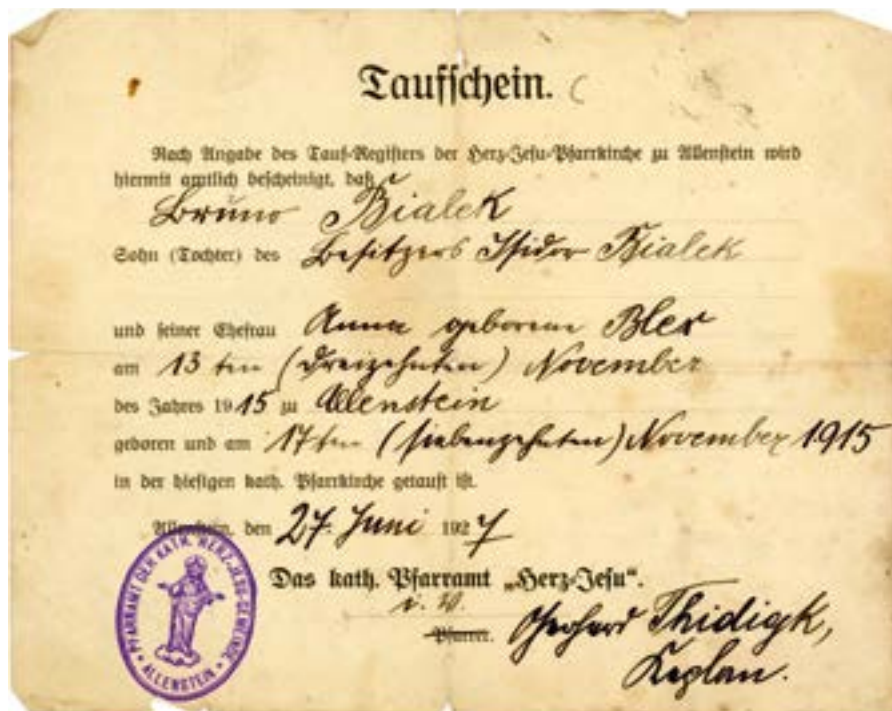 Taufschein.
Nach Angabe des Tauf-Registers der Herz-Jesu-Pfarrkirche zu Allenstein wird
hiermit amtlich bescheinigt, daß
Bruno Bialek
Sohn (Tochter) des Besitzers Isidor Bialek
und seiner Ehefrau Anna geborene
am 13ten (dreizehnten) November
des Jahres 1915 zu Allenstein
geboren und am 17ten (siebenzehnten) November 1915
in der hiesigen kath. Pfarrkirche getauft ist.
Allenstein, den 27. Juni 1927
Das kath. Pfarramt „Herz-Jesu“.
i. V.
Pfarrer. Gerhard Thidigk,
Kaplan.
PFARRAMT DER KATH. HERZ-JESU-GEMEINDE
ALLENSTEIN